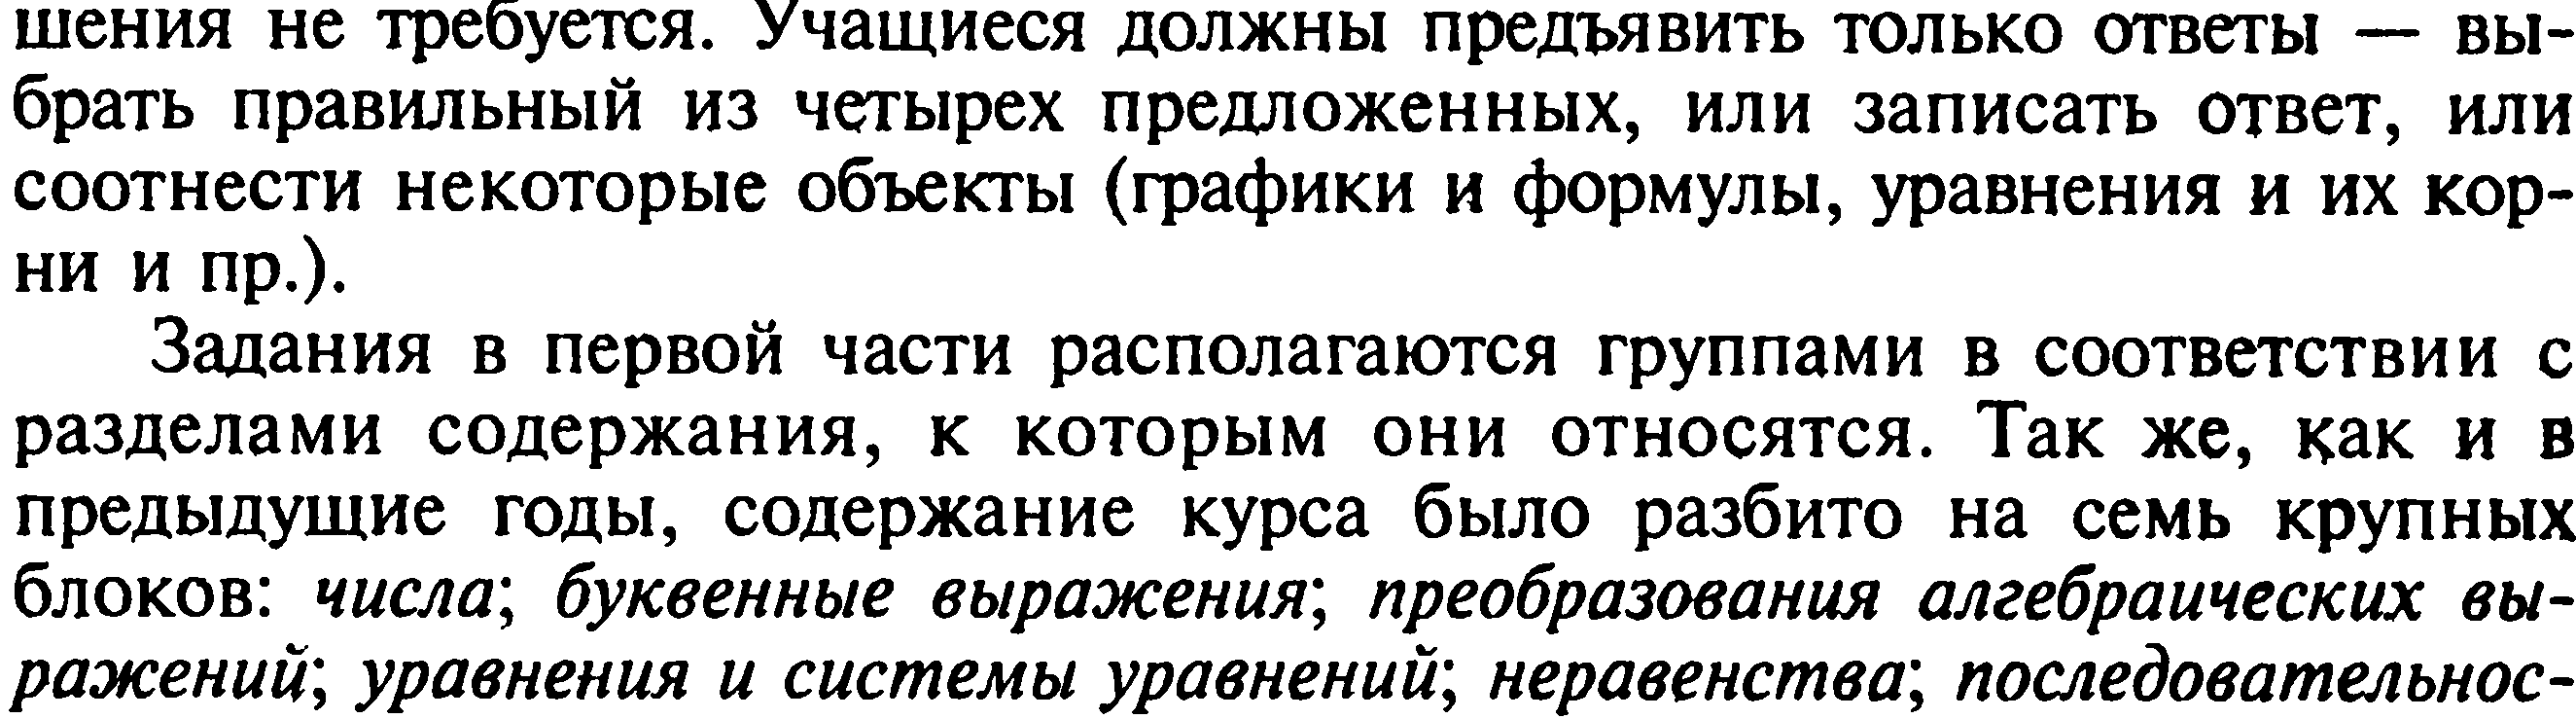 шения не требуется. Учащиеся должны предъявить только ответы — вы-
брать правильный из четырех предложенных, или записать ответ, или
соотнести некоторые объекты (графики и формулы, уравнения и их кор-
ни и пр.).
Задания в первой части располагаются группами в соответствии с
разделами содержания, к которым они относятся. Так же, как и в
предыдущие годы, содержание курса было разбито на семь крупных
блоков: числа; буквенные выражения; преобразования алгебраических вы-
ражений; уравнения и системы уравнений; неравенства; последовательнос-